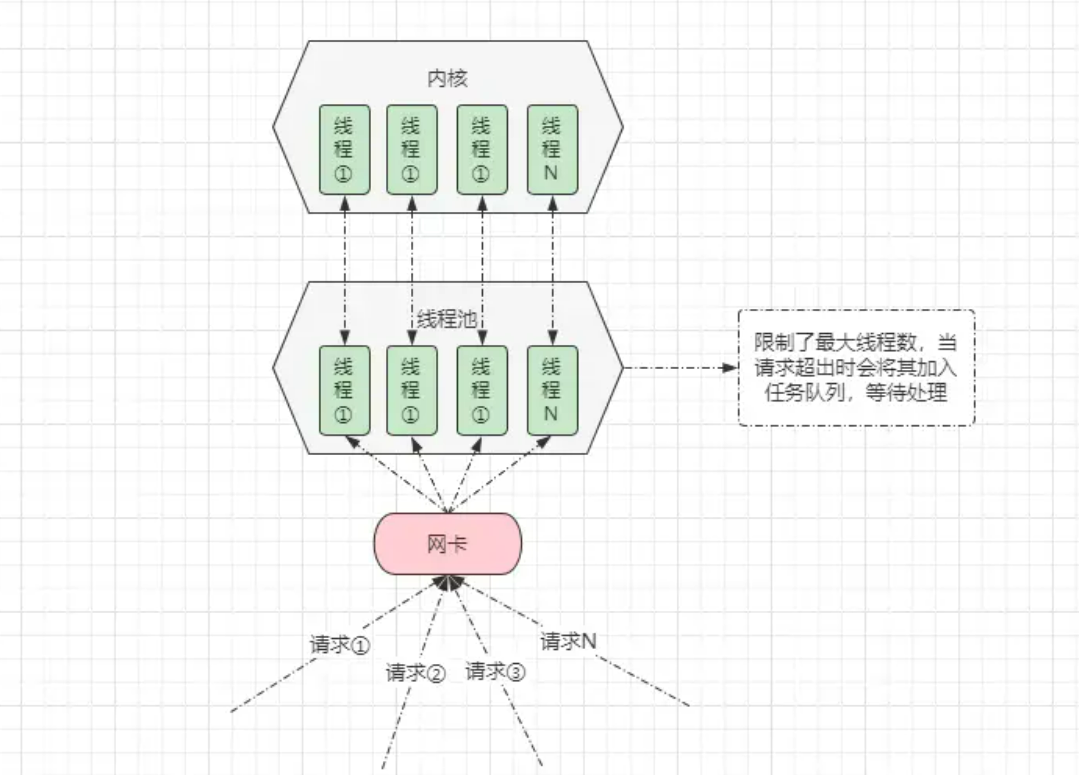 内核
线
程
①
线
程
①
线
程
①
线
程
N
线程池
线
程
①
线
程
①
线
程
①
线
程
N
限制了最大线程数，当
请求超出时会将其加入
任务队列，等待处理
网卡
请求①
请求②
请求③
请求N